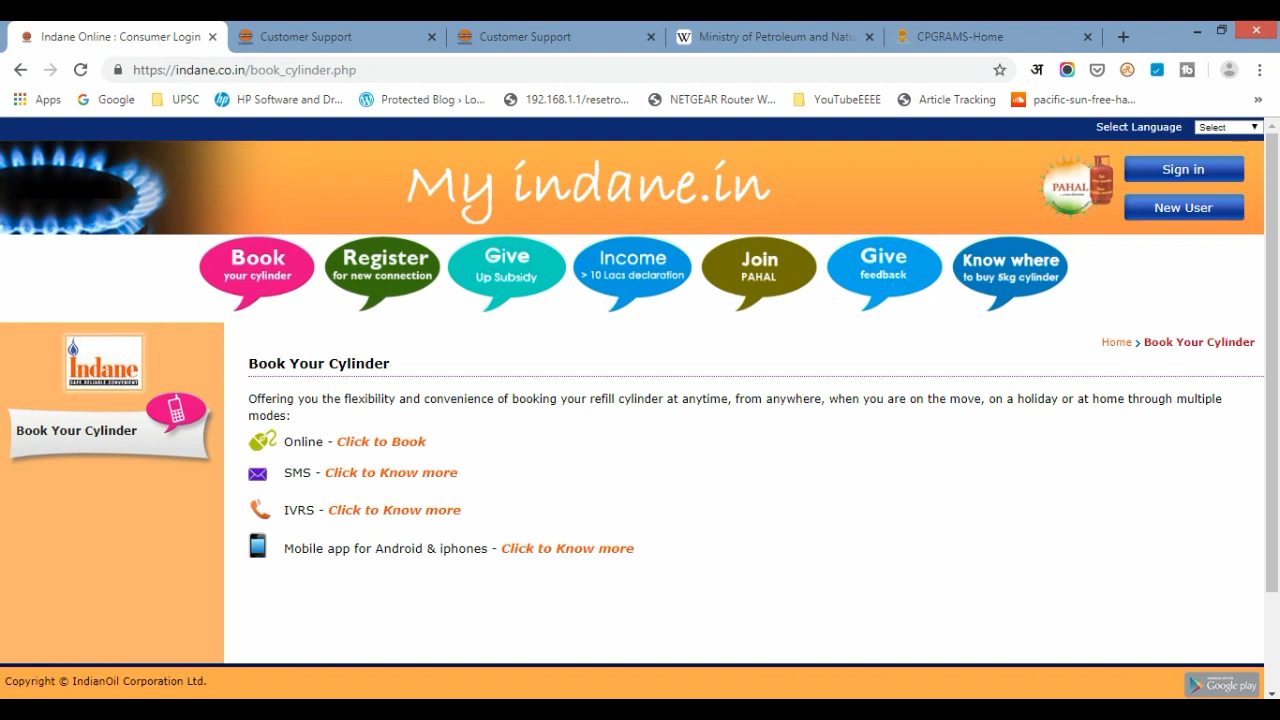 Indane Online : Consumer Login
Customer Support
Customer Support
Ministry of Petroleum and Natu
CPGRAMS-Home
https://indane.co.in/book_cylinder.php
अ
Apps
Google
UPSC
HP Software and Dr...
Protected Blog › Lo...
192.168.1.1/resetro...
NETGEAR Router W...
YouTubeEEEE
Article Tracking
pacific-sun-free-ha...
Select Language
Select
My indane.in
PAHAL
Sign in
New User
Book
your cylinder
Register
for new connection
Give
Up Subsidy
Income
> 10 Lacs declaration
Join
PAHAL
Give
feedback
Know where
to buy 5kg cylinder
Indane
SAFE. RELIABLE. CONVENIENT
Book Your Cylinder
Home › Book Your Cylinder
Book Your Cylinder
Offering you the flexibility and convenience of booking your refill cylinder at anytime, from anywhere, when you are on the move, on a holiday or at home through multiple
modes:
Online - Click to Book
SMS - Click to Know more
IVRS - Click to Know more
Mobile app for Android & iphones - Click to Know more
Copyright © IndianOil Corporation Ltd.
Google play